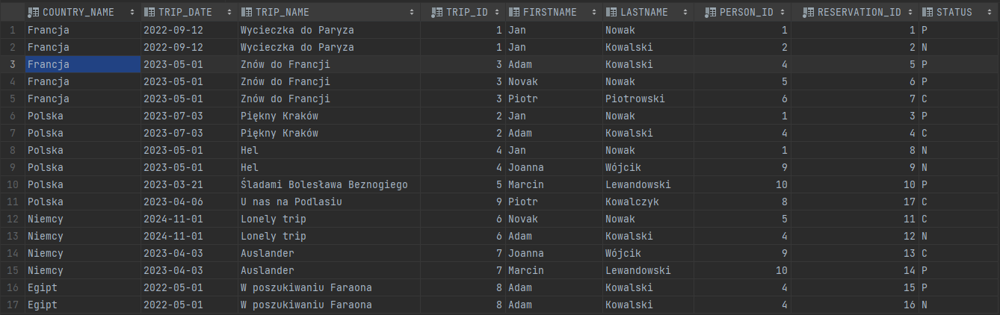 COUNTRY_NAME TRIP_DATE TRIP_NAME TRIP_ID FIRSTNAME LASTNAME PERSON_ID RESERVATION_ID STATUS
1 Francja 2022-09-12 Wycieczka do Paryza 1 Jan Nowak 1 1 P
2 Francja 2022-09-12 Wycieczka do Paryza 1 Jan Kowalski 2 2 N
3 Francja 2023-05-01 Znów do Francji 3 Adam Kowalski 4 5 P
4 Francja 2023-05-01 Znów do Francji 3 Novak Nowak 5 6 P
5 Francja 2023-05-01 Znów do Francji 3 Piotr Piotrowski 6 7 C
6 Polska 2023-07-03 Piękny Kraków 2 Jan Nowak 1 3 P
7 Polska 2023-07-03 Piękny Kraków 2 Adam Kowalski 4 4 C
8 Polska 2023-05-01 Hel 4 Jan Nowak 1 8 N
9 Polska 2023-05-01 Hel 4 Joanna Wójcik 9 9 N
10 Polska 2023-03-21 Śladami Bolesława Beznogiego 5 Marcin Lewandowski 10 10 P
11 Polska 2023-04-06 U nas na Podlasiu 9 Piotr Kowalczyk 8 17 C
12 Niemcy 2024-11-01 Lonely trip 6 Novak Nowak 5 11 C
13 Niemcy 2024-11-01 Lonely trip 6 Adam Kowalski 4 12 N
14 Niemcy 2023-04-03 Auslander 7 Joanna Wójcik 9 13 C
15 Niemcy 2023-04-03 Auslander 7 Marcin Lewandowski 10 14 P
16 Egipt 2022-05-01 W poszukiwaniu Faraona 8 Adam Kowalski 4 15 P
17 Egipt 2022-05-01 W poszukiwaniu Faraona 8 Adam Kowalski 4 16 N